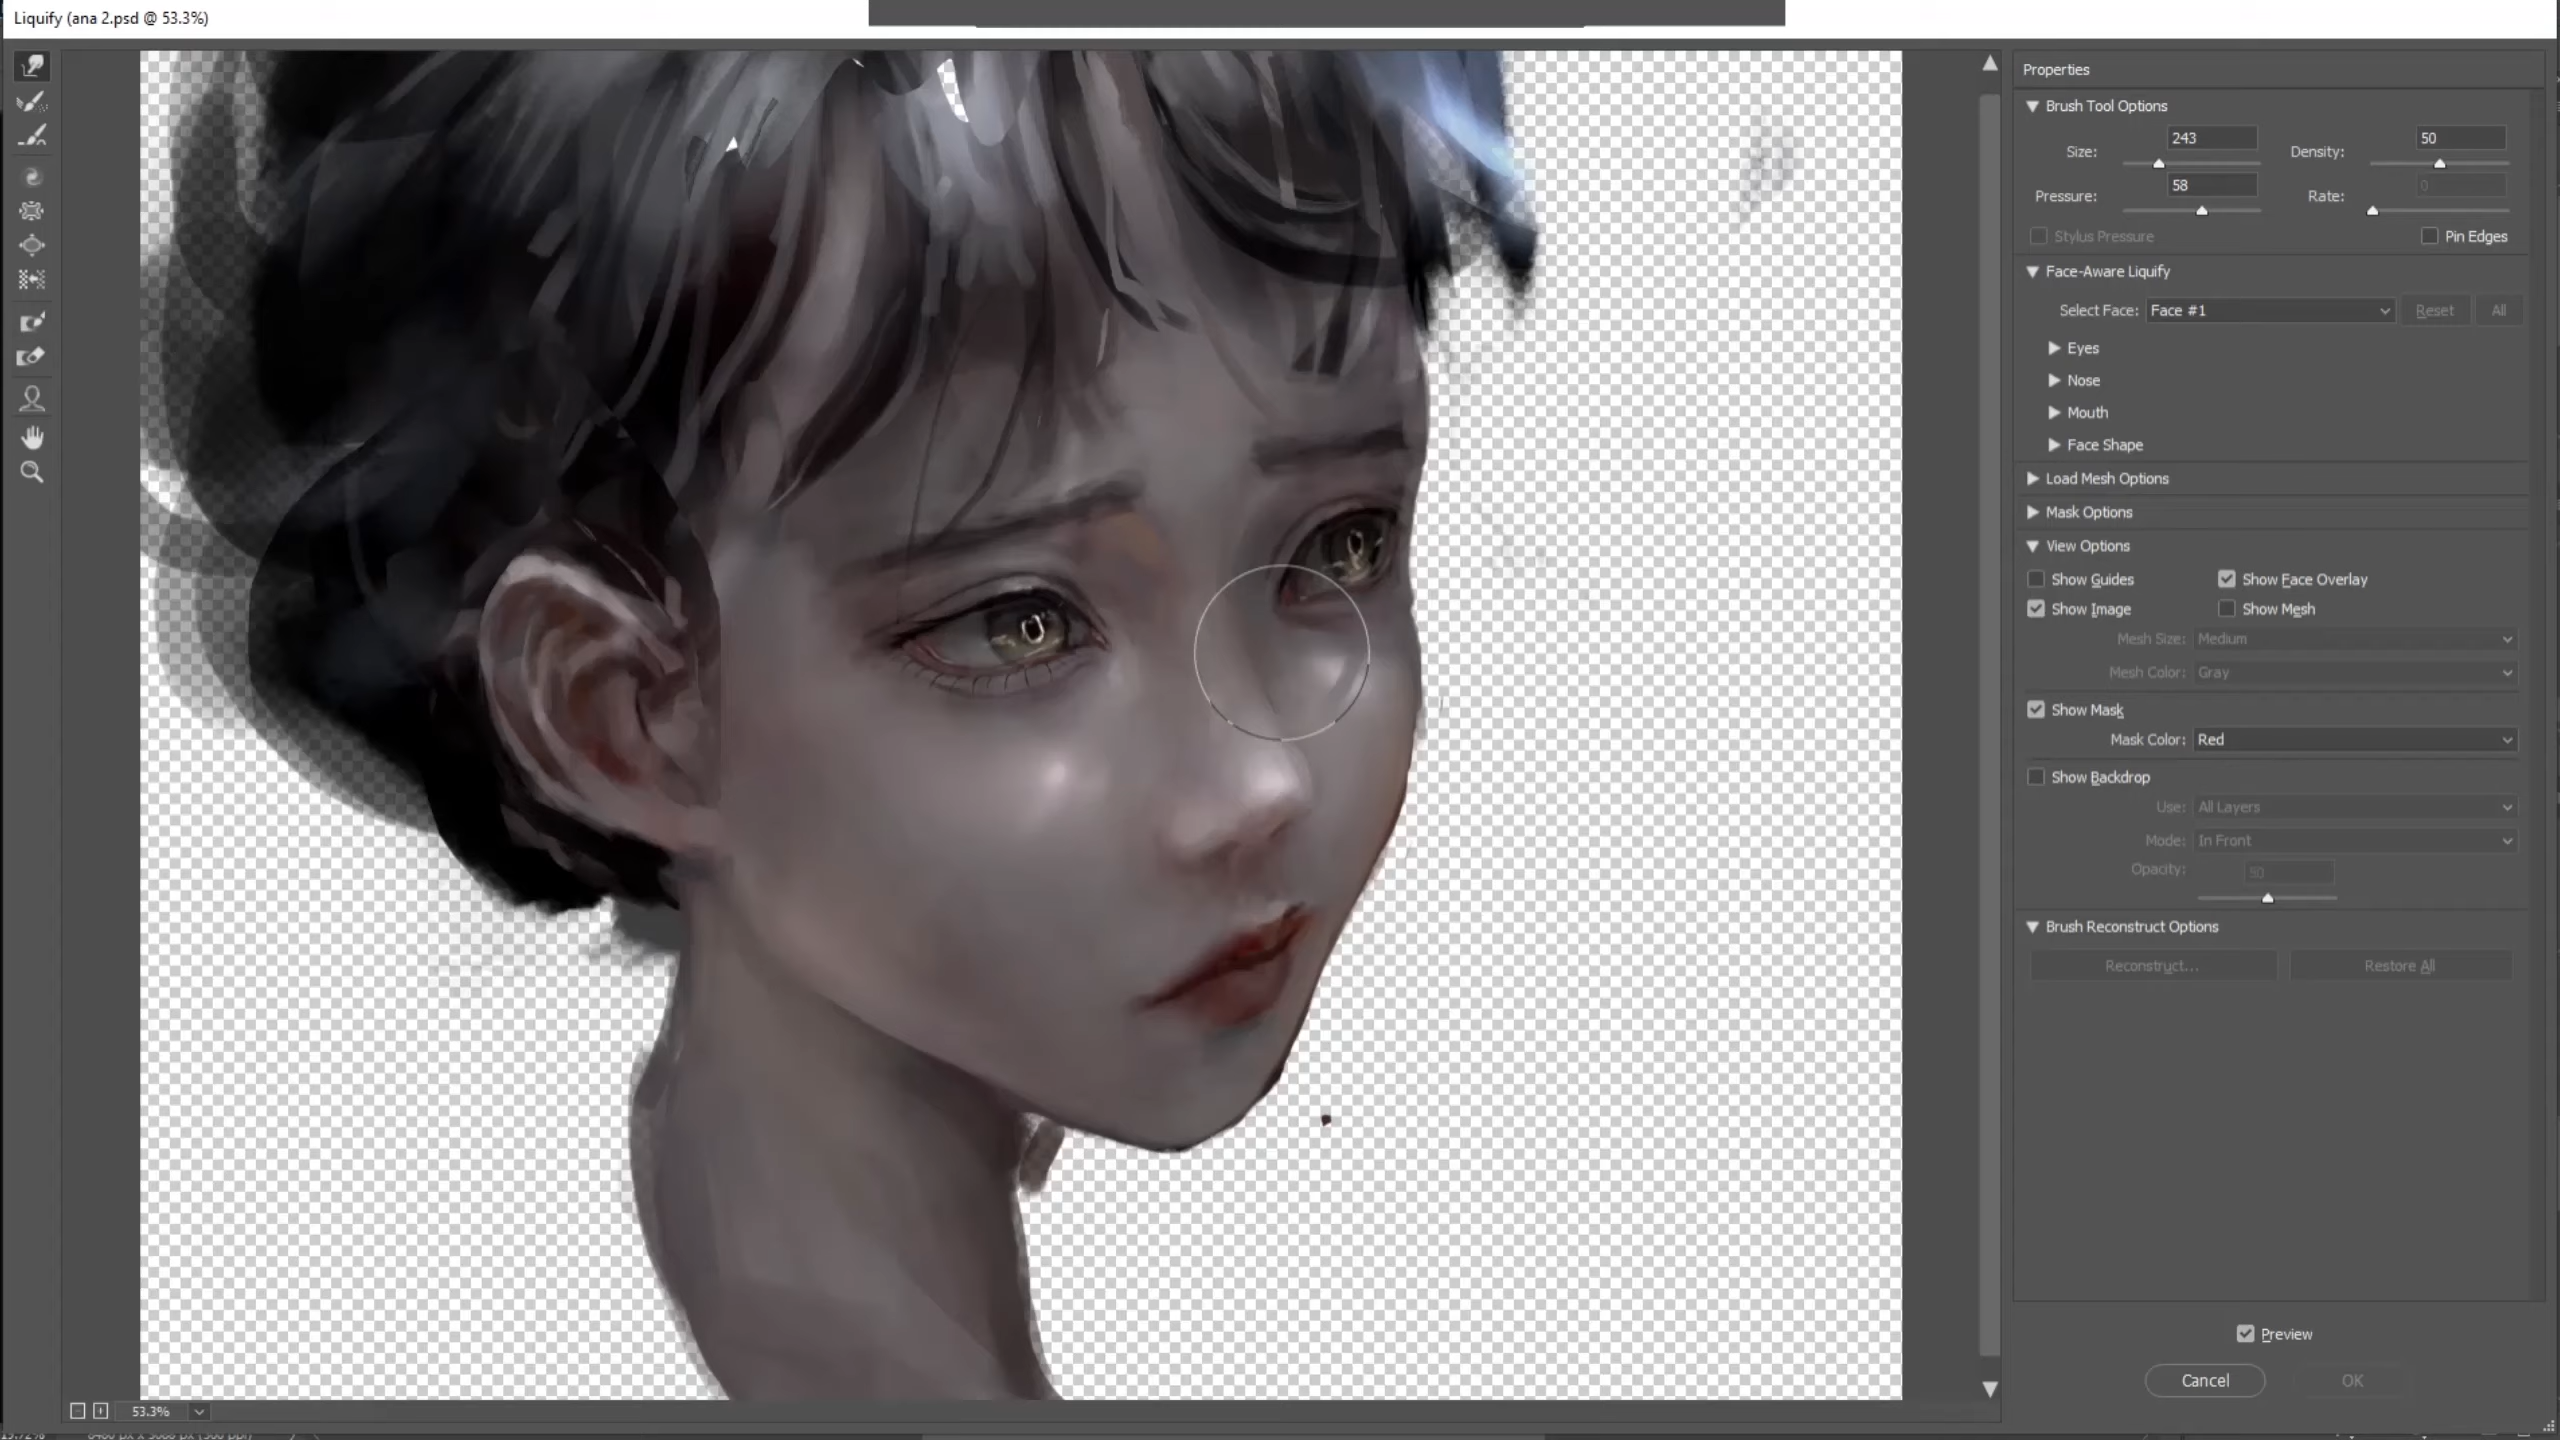 Liquify (ana 2.psd @ 53.3%)
Properties
Brush Tool Options
Size: 243 Density: 50
Pressure: 58 Rate: 0
Stylus Pressure Pin Edges
Face-Aware Liquify
Select Face: Face #1 Reset All
Eyes
Nose
Mouth
Face Shape
Load Mesh Options
Mask Options
View Options
Show Guides Show Face Overlay
Show Image Show Mesh
Mesh Size: Medium
Mesh Color: Gray
Show Mask
Mask Color: Red
Show Backdrop
Use: All Layers
Mode: In Front
Opacity: 50
Brush Reconstruct Options
Reconstruct... Restore All
Preview
Cancel OK
53.3%